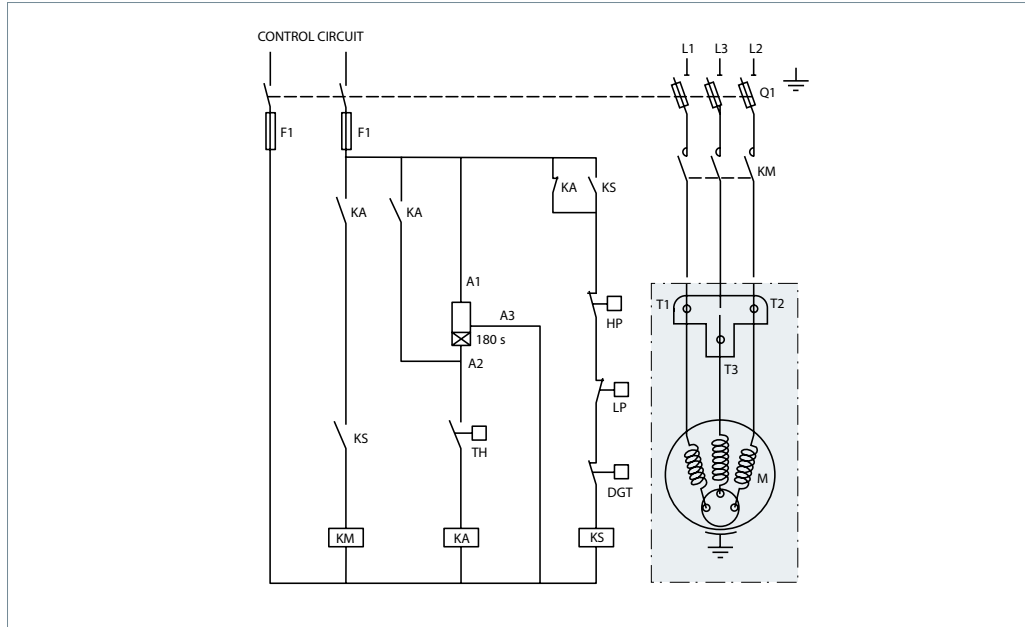 CONTROL CIRCUIT
L1 L3 L2
Q1
F1 F1
KM
KA KS
KA KA
A1
T1 T2
HP
A3
180 s
A2
T3
LP
KS
TH
M
DGT
KM KA KS